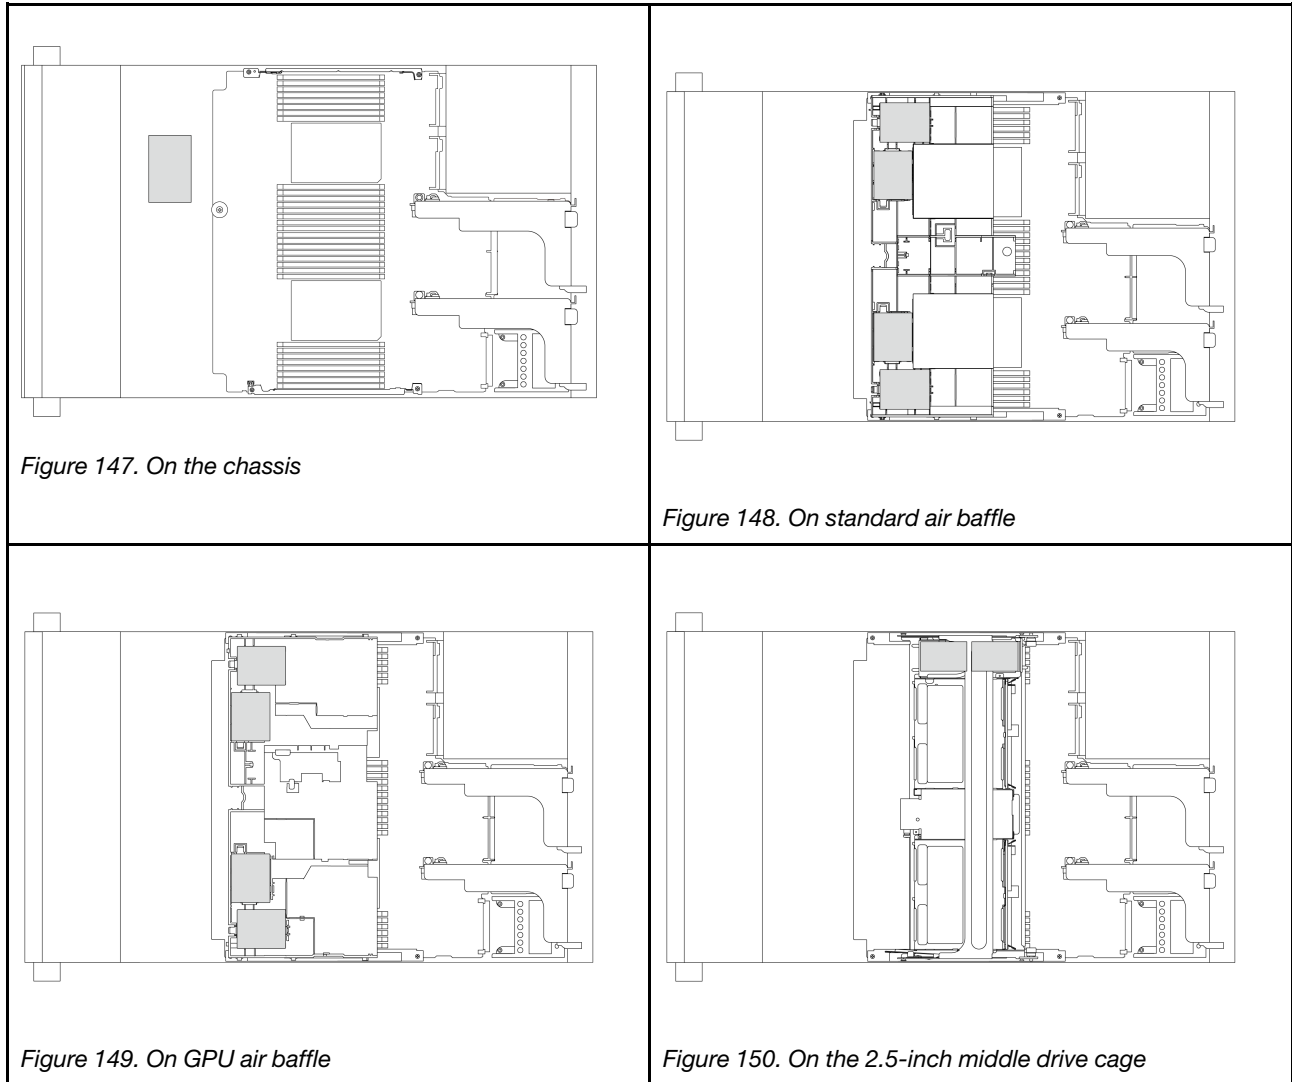 Figure 147. On the chassis
Figure 148. On standard air baffle
Figure 149. On GPU air baffle
Figure 150. On the 2.5-inch middle drive cage